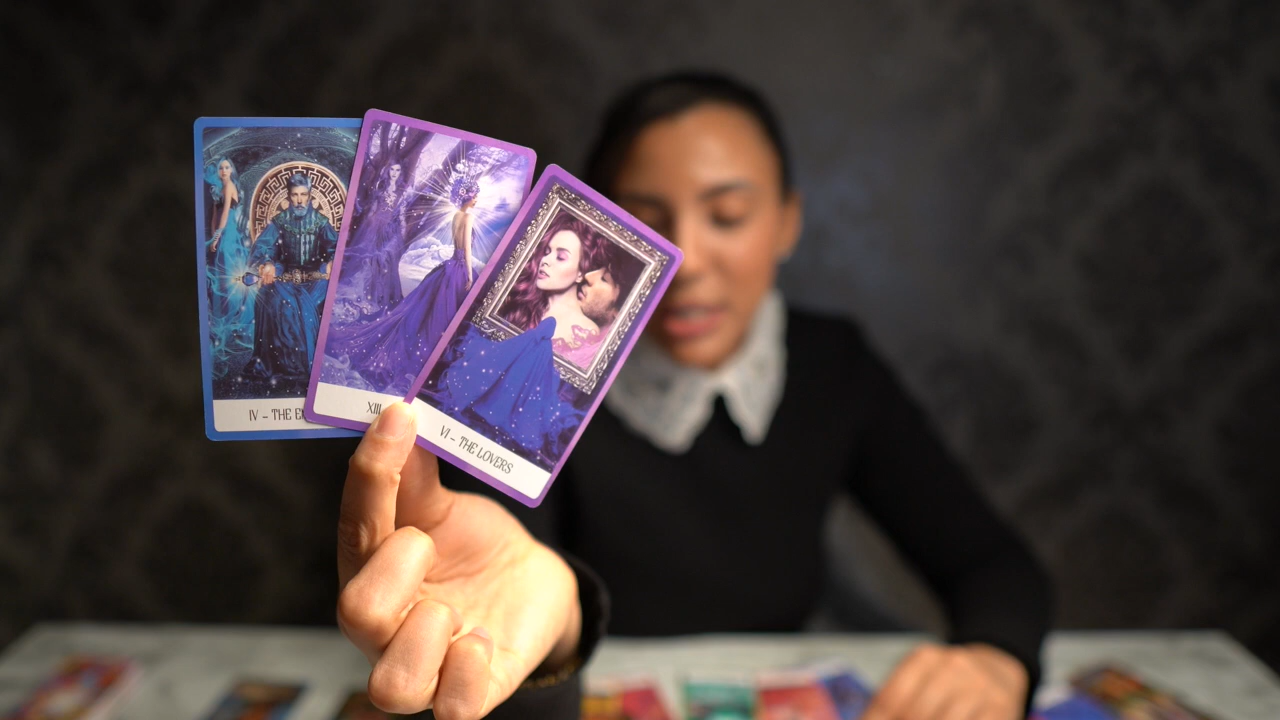 IV – THE
XIII
VI – THE LOVERS